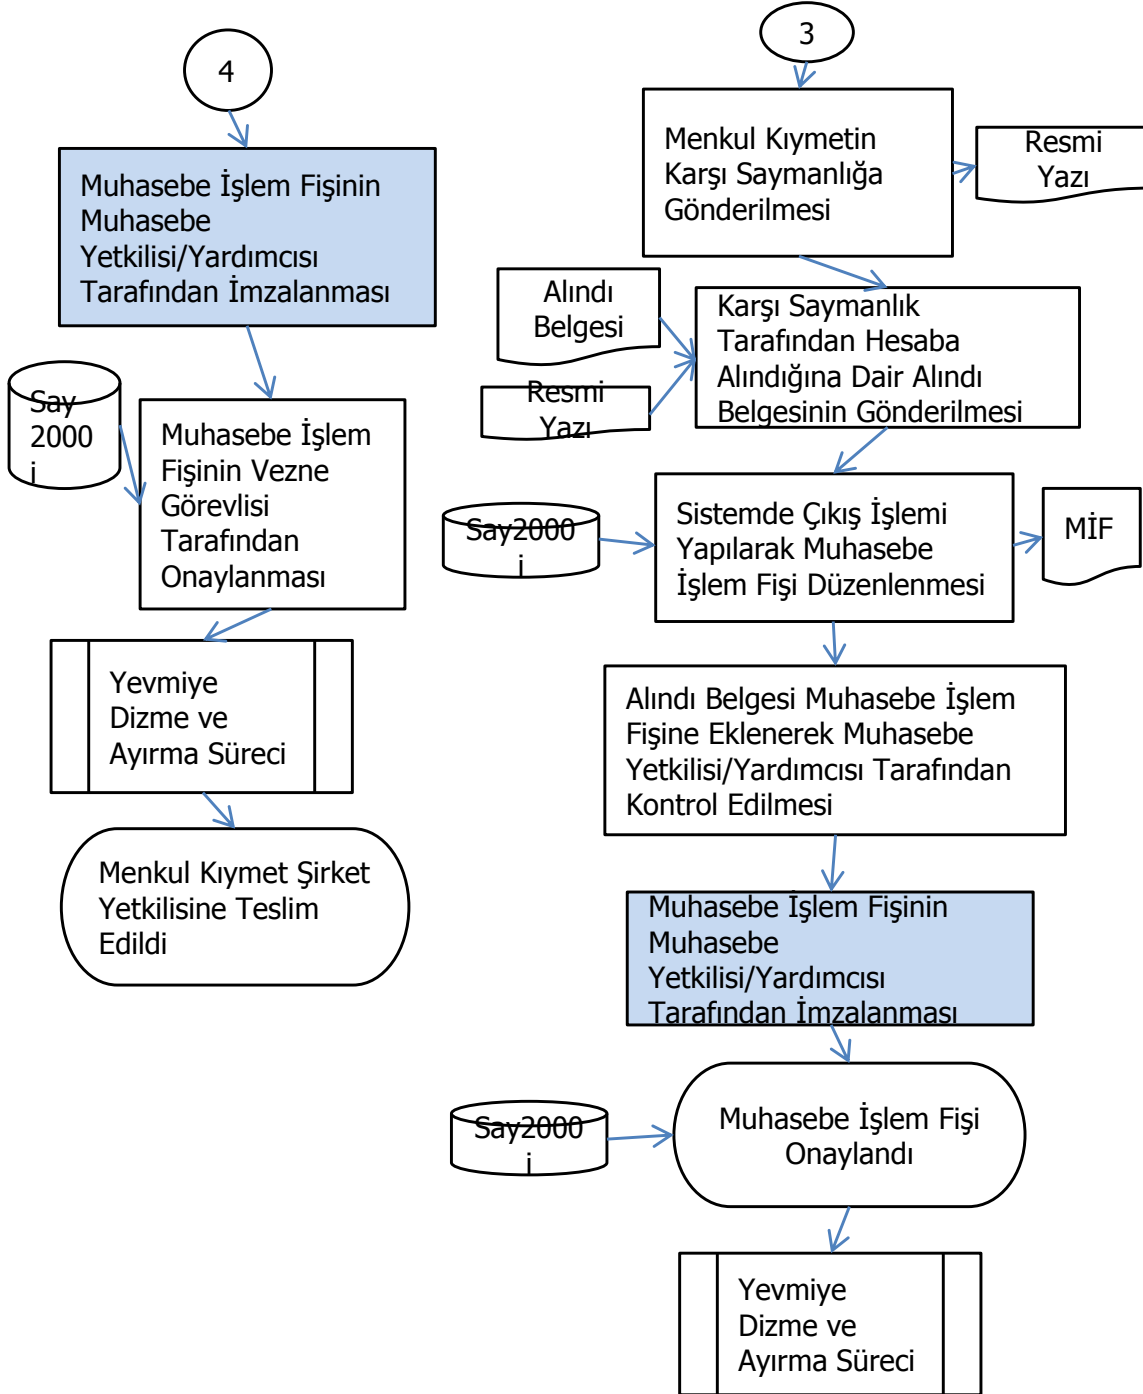 4
Muhasebe İşlem Fişinin
Muhasebe
Yetkilisi/Yardımcısı
Tarafından İmzalanması
Say
2000
i
Muhasebe İşlem
Fişinin Vezne
Görevlisi
Tarafından
Onaylanması
Yevmiye
Dizme ve
Ayırma Süreci
Menkul Kıymet Şirket
Yetkilisine Teslim
Edildi
3
Menkul Kıymetin
Karşı Saymanlığa
Gönderilmesi
Resmi
Yazı
Alındı
Belgesi
Resmi
Yazı
Karşı Saymanlık
Tarafından Hesaba
Alındığına Dair Alındı
Belgesinin Gönderilmesi
Say2000
i
Sistemde Çıkış İşlemi
Yapılarak Muhasebe
İşlem Fişi Düzenlenmesi
MİF
Alındı Belgesi Muhasebe İşlem
Fişine Eklenerek Muhasebe
Yetkilisi/Yardımcısı Tarafından
Kontrol Edilmesi
Muhasebe İşlem Fişinin
Muhasebe
Yetkilisi/Yardımcısı
Tarafından İmzalanması
Say2000
i
Muhasebe İşlem Fişi
Onaylandı
Yevmiye
Dizme ve
Ayırma Süreci